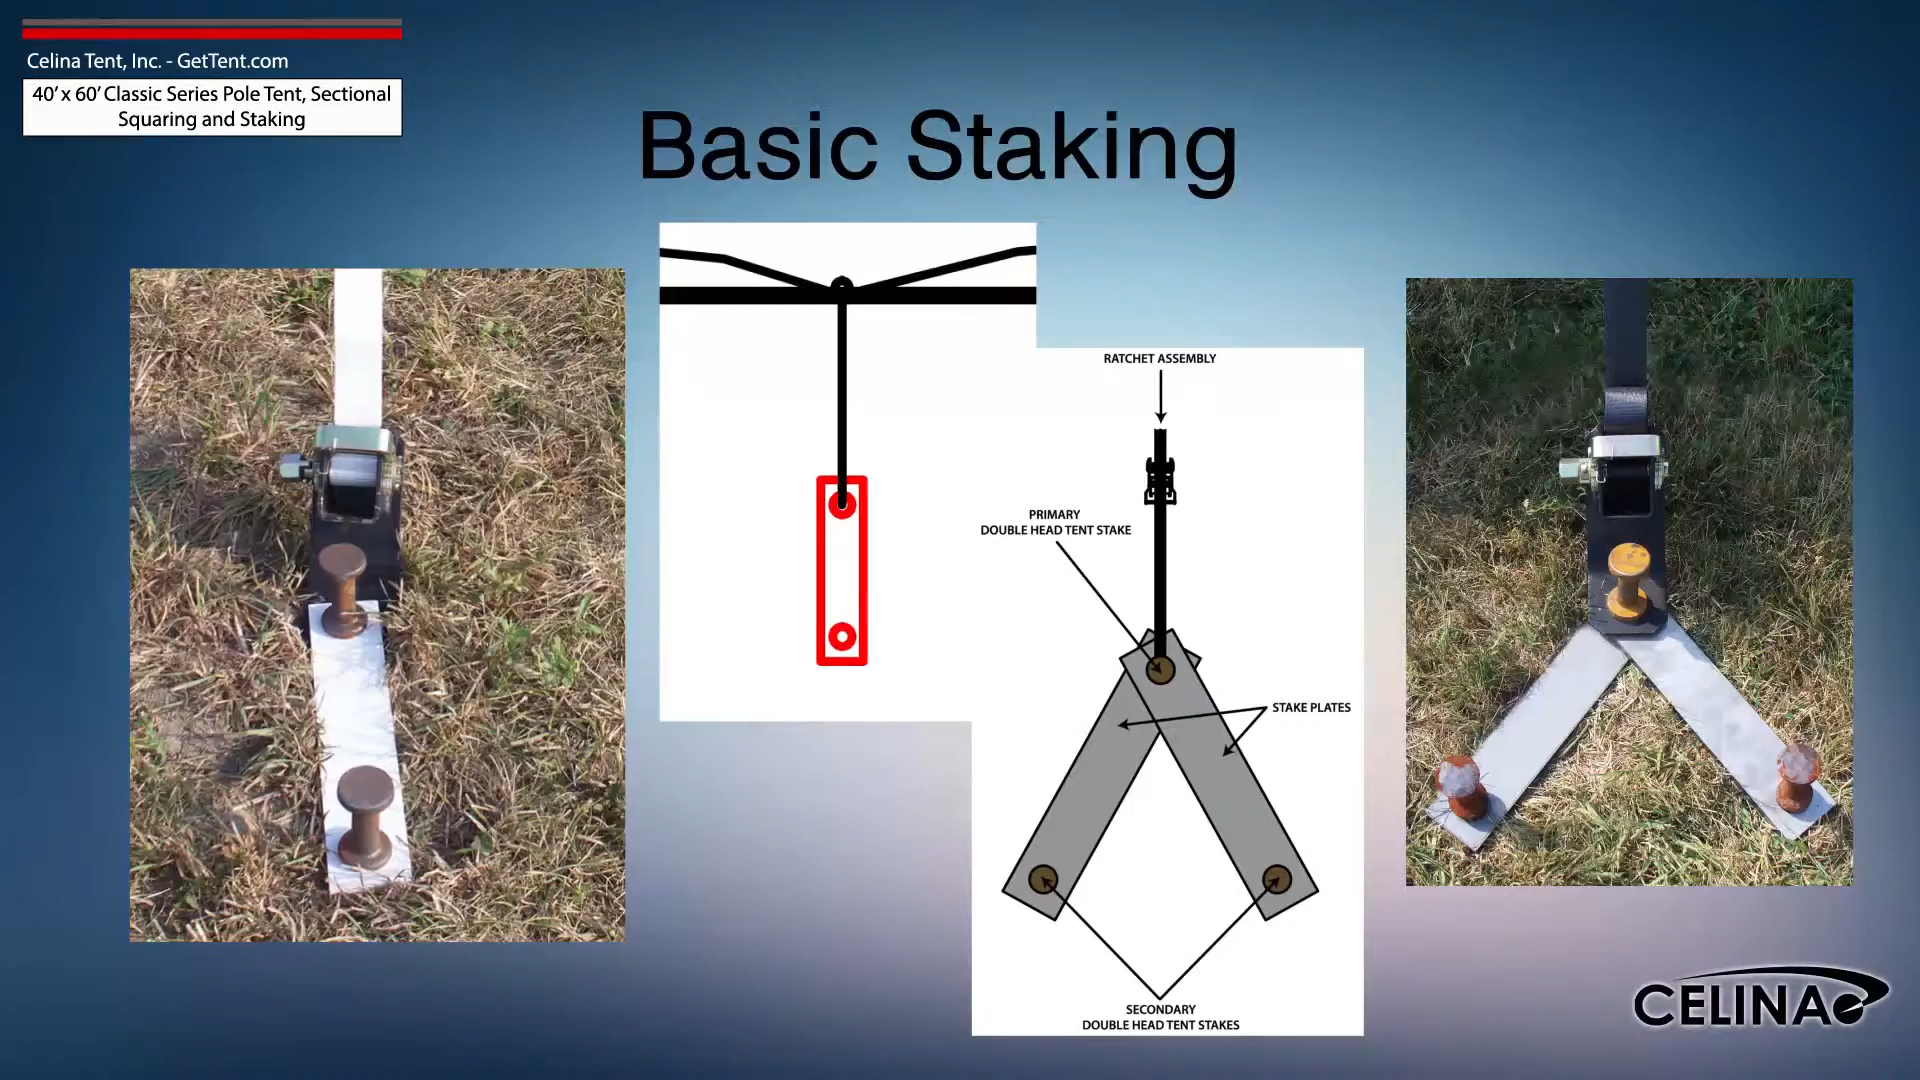 Celina Tent, Inc. - GetTent.com
40' x 60' Classic Series Pole Tent, Sectional
Squaring and Staking
Basic Staking
RATCHET ASSEMBLY
PRIMARY
DOUBLE HEAD TENT STAKE
STAKE PLATES
SECONDARY
DOUBLE HEAD TENT STAKES
CELINA